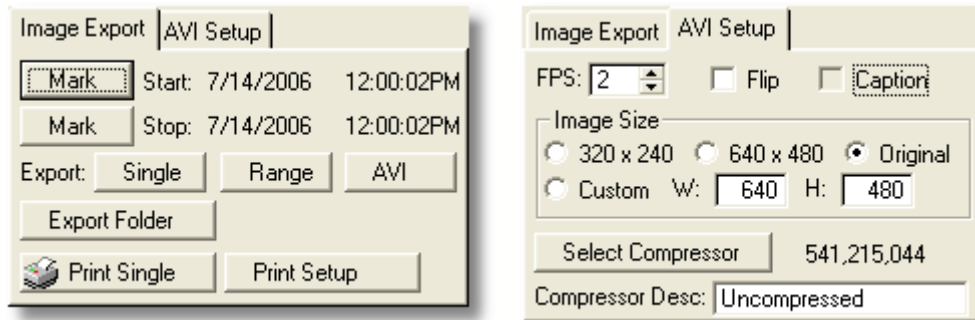 Image Export AVI Setup
Mark Start: 7/14/2006 12:00:02PM
Mark Stop: 7/14/2006 12:00:02PM
Export: Single Range AVI
Export Folder
Print Single Print Setup
Image Export AVI Setup
FPS: 2 Flip Caption
Image Size
320 x 240 640 x 480 Original
Custom W: 640 H: 480
Select Compressor 541,215,044
Compressor Desc: Uncompressed